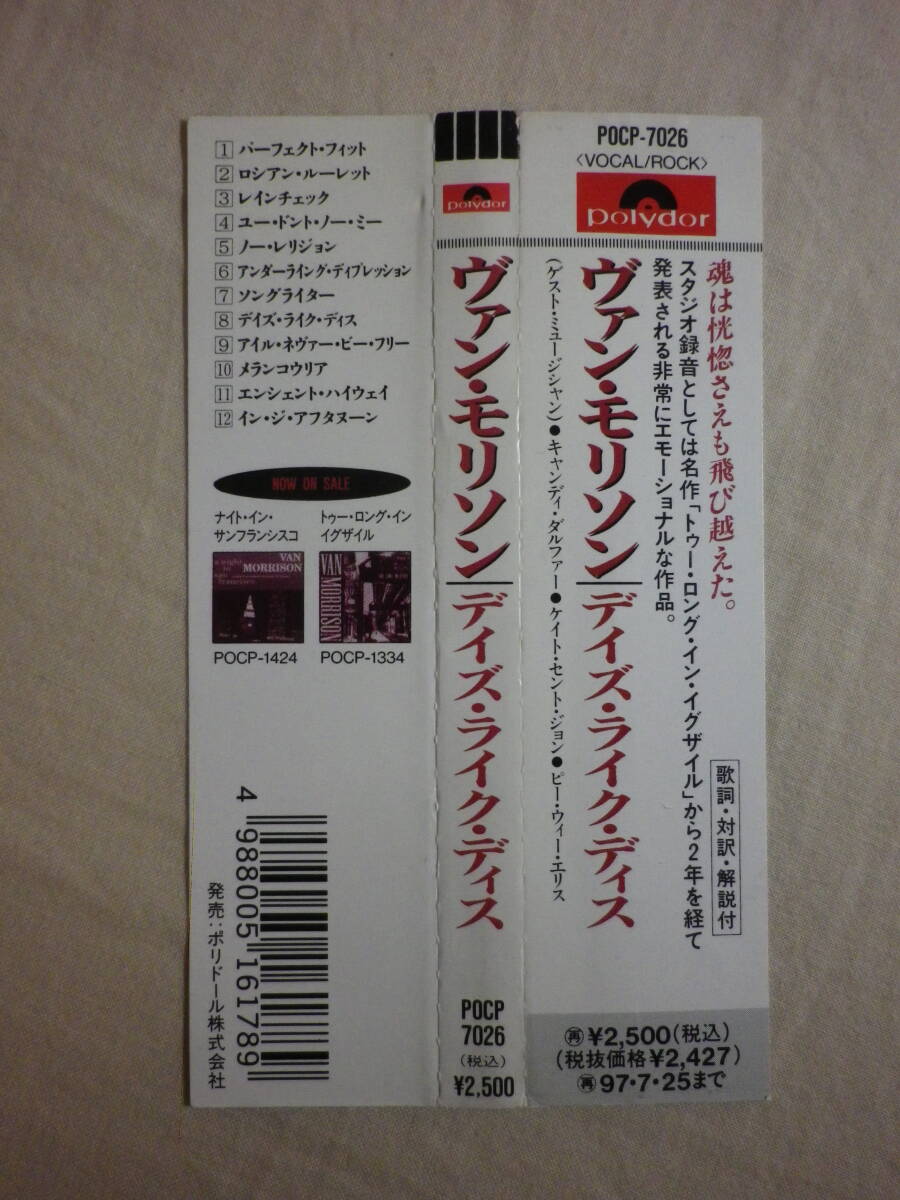 1 パーフェクト・フィット
2 ロシアン・ルーレット
3 レインチェック
4 ユー・ドント・ノー・ミー
5 ノー・レリジョン
6 アンダーライング・ディプレッション
7 ソングライター
8 デイズ・ライク・ディス
9 アイル・ネヴァー・ビー・フリー
10 メランコウリア
11 エンシェント・ハイウェイ
12 イン・ジ・アフタヌーン
NOW ON SALE
ナイト・イン・
サンフランシスコ
VAN
MORRISON
POCP-1424
トゥー・ロング・イン
イグザイル
VAN MORRISON
POCP-1334
4 988005 161789
発売：ポリドール株式会社
polydor
ヴァン・モリソン
デイズ・ライク・ディス
POCP
7026
(税込)
¥2,500
POCP-7026
〈VOCAL/ROCK〉
polydor
魂は恍惚さえも飛び越えた。
スタジオ録音としては名作「トゥー・ロング・イン・イグザイル」から2年を経て
発表される非常にエモーショナルな作品。
歌詞・対訳・解説付
ヴァン・モリソン
デイズ・ライク・ディス
(ゲスト・ミュージシャン)●キャンディ・ダルファー●ケイト・セント・ジョン●ピー・ウィー・エリス
再¥2,500(税込)
(税抜価格¥2,427)
再97・7・25まで